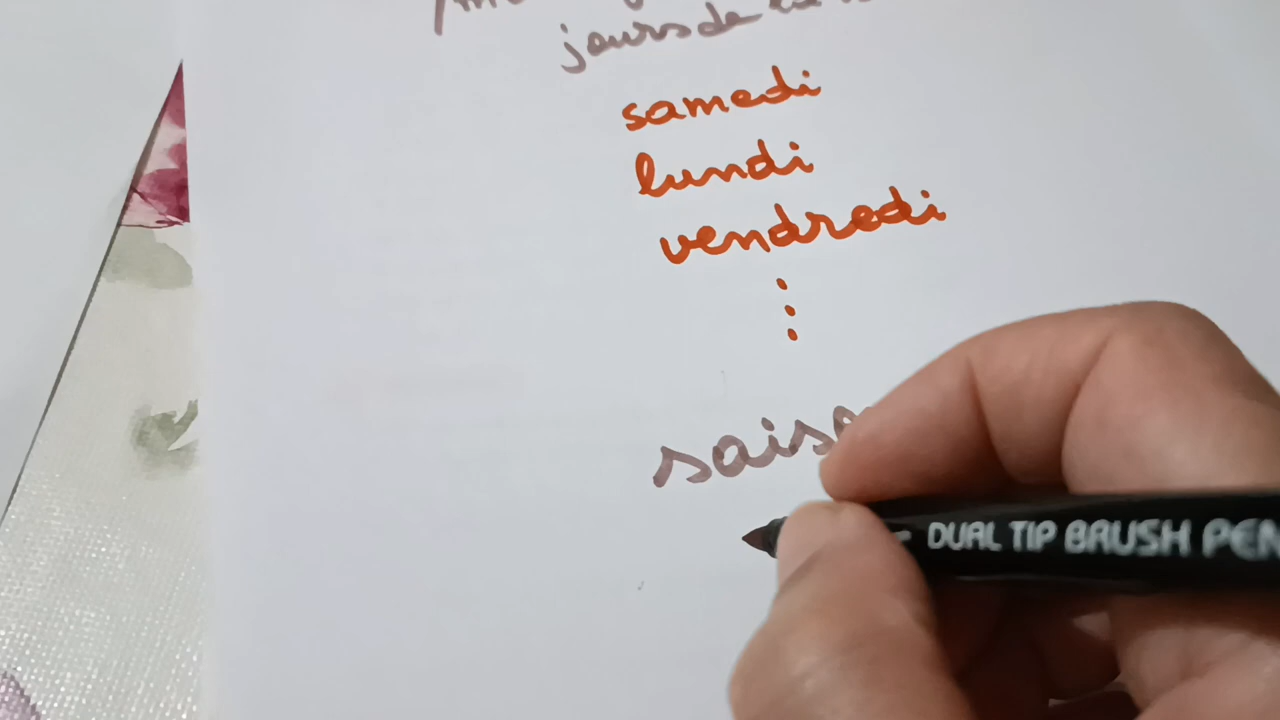 jours de
samedi
lundi
vendredi
DUAL TIP BRUSH PEN